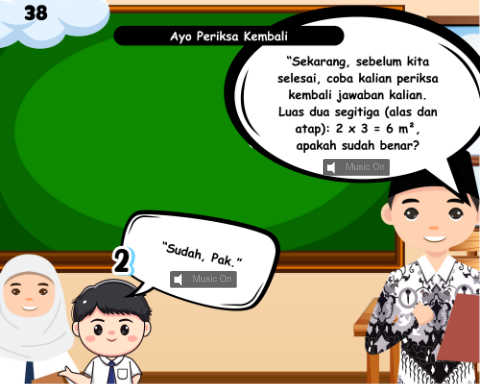 38
Ayo Periksa Kembali
“Sekarang, sebelum kita
selesai, coba kalian periksa
kembali jawaban kalian.
Luas dua segitiga (alas dan
atap): 2 x 3 = 6 m²,
apakah sudah benar?
Music On
2
“Sudah, Pak.”
Music On